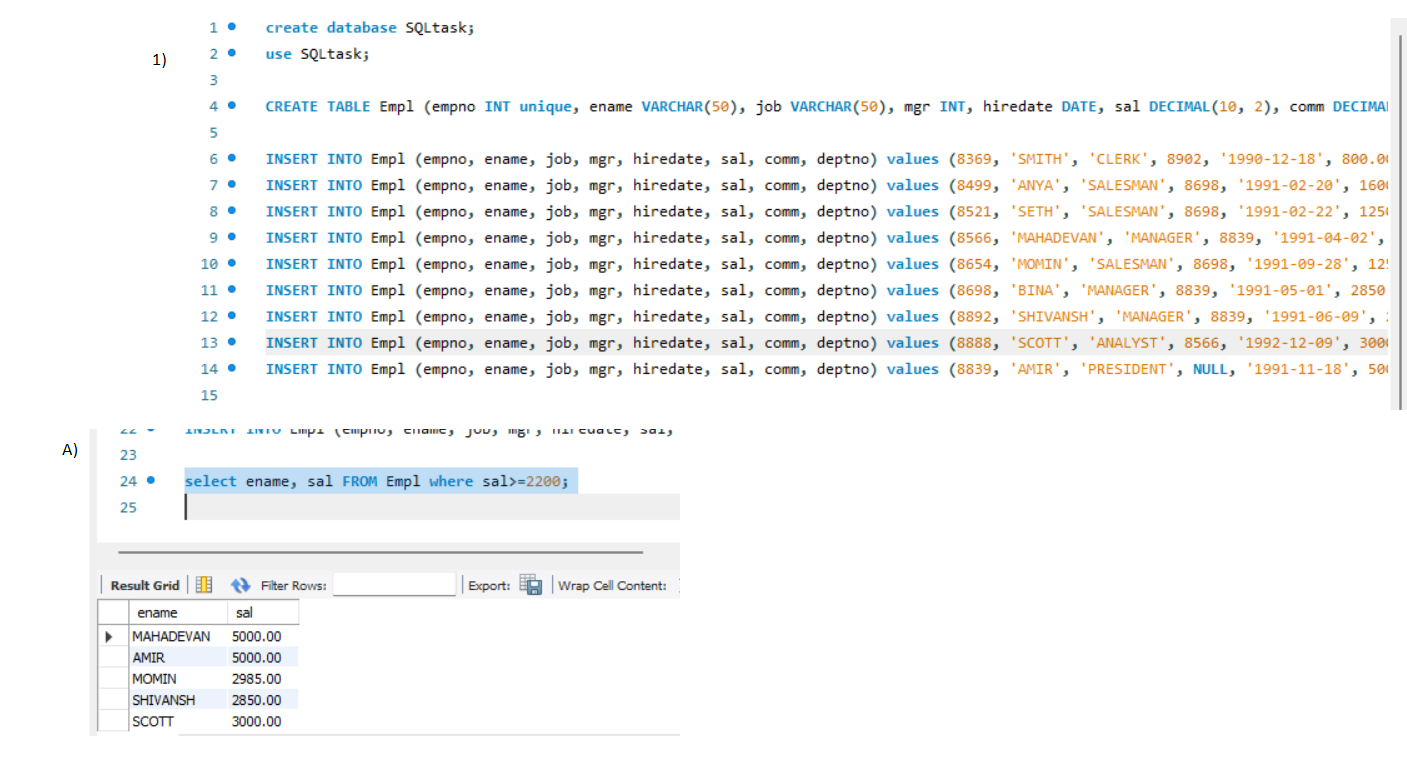 1 create database SQLtask;
1) 2 use SQLtask;
3
4 CREATE TABLE Empl (empno INT unique, ename VARCHAR(50), job VARCHAR(50), mgr INT, hiredate DATE, sal DECIMAL(10, 2), comm DECIMA
5
6 INSERT INTO Empl (empno, ename, job, mgr, hiredate, sal, comm, deptno) values (8369, 'SMITH', 'CLERK', 8902, '1990-12-18', 800.0
7 INSERT INTO Empl (empno, ename, job, mgr, hiredate, sal, comm, deptno) values (8499, 'ANYA', 'SALESMAN', 8698, '1991-02-20', 160
8 INSERT INTO Empl (empno, ename, job, mgr, hiredate, sal, comm, deptno) values (8521, 'SETH', 'SALESMAN', 8698, '1991-02-22', 125
9 INSERT INTO Empl (empno, ename, job, mgr, hiredate, sal, comm, deptno) values (8566, 'MAHADEVAN', 'MANAGER', 8839, '1991-04-02',
10 INSERT INTO Empl (empno, ename, job, mgr, hiredate, sal, comm, deptno) values (8654, 'MOMIN', 'SALESMAN', 8698, '1991-09-28', 12
11 INSERT INTO Empl (empno, ename, job, mgr, hiredate, sal, comm, deptno) values (8698, 'BINA', 'MANAGER', 8839, '1991-05-01', 2850
12 INSERT INTO Empl (empno, ename, job, mgr, hiredate, sal, comm, deptno) values (8892, 'SHIVANSH', 'MANAGER', 8839, '1991-06-09',
13 INSERT INTO Empl (empno, ename, job, mgr, hiredate, sal, comm, deptno) values (8888, 'SCOTT', 'ANALYST', 8566, '1992-12-09', 300
14 INSERT INTO Empl (empno, ename, job, mgr, hiredate, sal, comm, deptno) values (8839, 'AMIR', 'PRESIDENT', NULL, '1991-11-18', 50
15
22 INSERT INTO Empl (empno, ename, job, mgr, hiredate, sal,
A) 23
24 select ename, sal FROM Empl where sal>=2200;
25
Result Grid Filter Rows: Export: Wrap Cell Content:
ename sal
MAHADEVAN 5000.00
AMIR 5000.00
MOMIN 2985.00
SHIVANSH 2850.00
SCOTT 3000.00